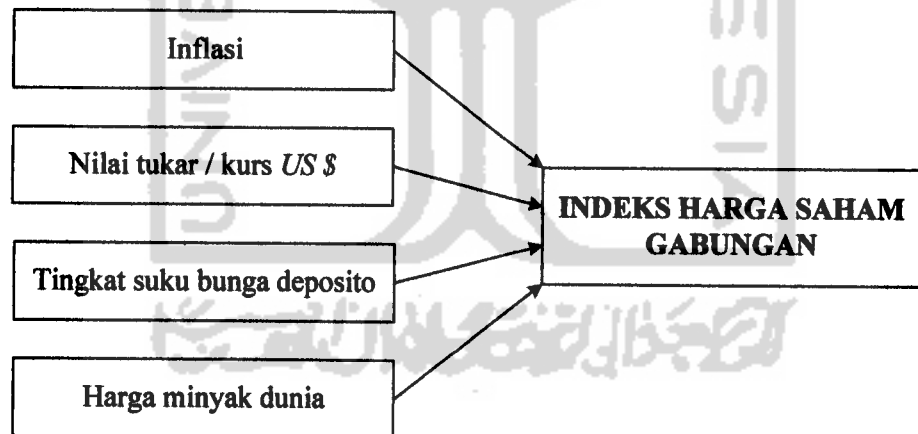 Inflasi
Nilai tukar / kurs US $
Tingkat suku bunga deposito
Harga minyak dunia
INDEKS HARGA SAHAM
GABUNGAN